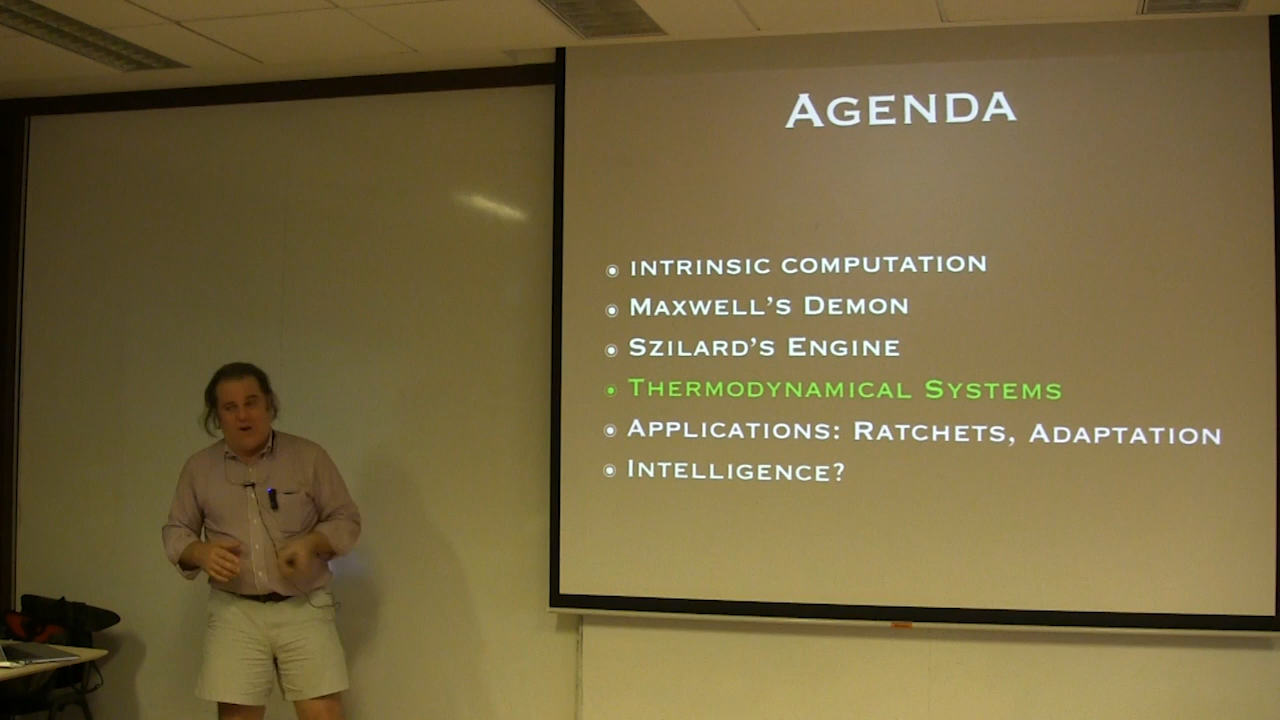 AGENDA
INTRINSIC COMPUTATION
MAXWELL'S DEMON
SZILARD'S ENGINE
THERMODYNAMICAL SYSTEMS
APPLICATIONS: RATCHETS, ADAPTATION
INTELLIGENCE?